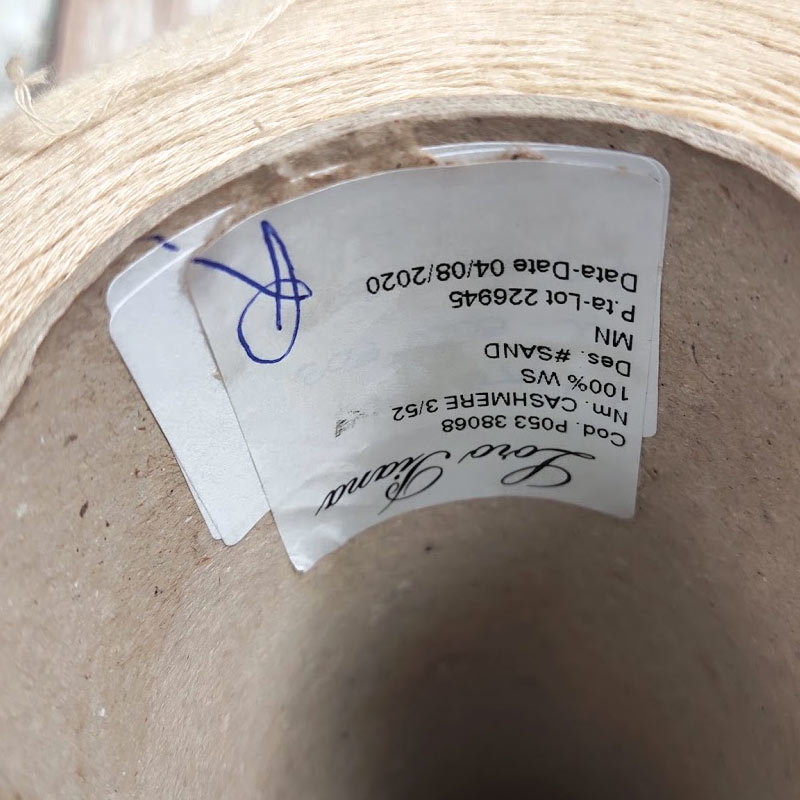 Loro Piana
Cod. P053 38068
Nm. CASHMERE 3/52
100% WS
Des. #SAND
MN
P.ta-Lot 226945
Data-Date 04/08/2020
R